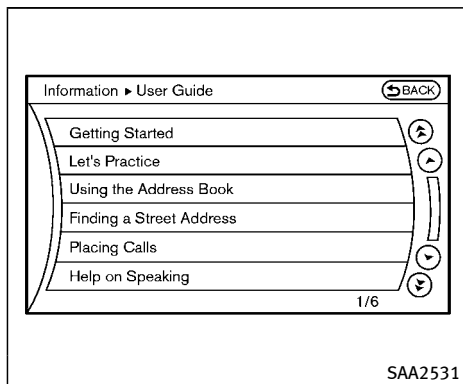 Information ▸ User Guide
BACK
Getting Started
Let's Practice
Using the Address Book
Finding a Street Address
Placing Calls
Help on Speaking
1/6
SAA2531